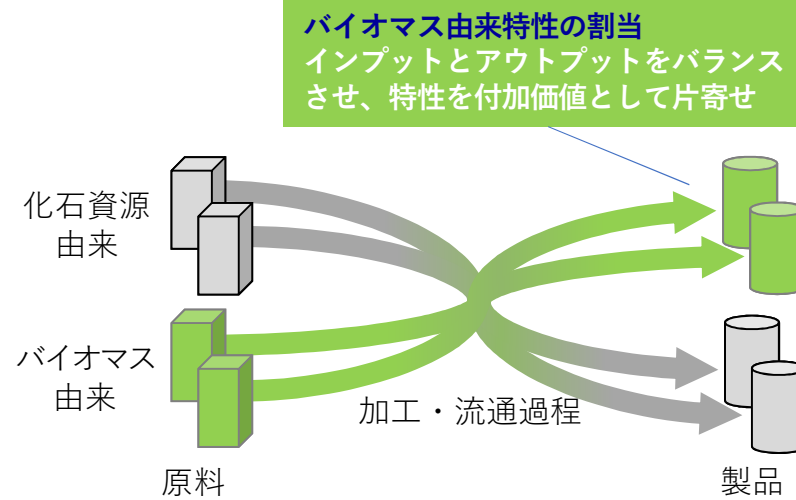 バイオマス由来特性の割当
インプットとアウトプットをバランス
させ、特性を付加価値として片寄せ
化石資源
由来
バイオマス
由来
加工・流通過程
原料
製品